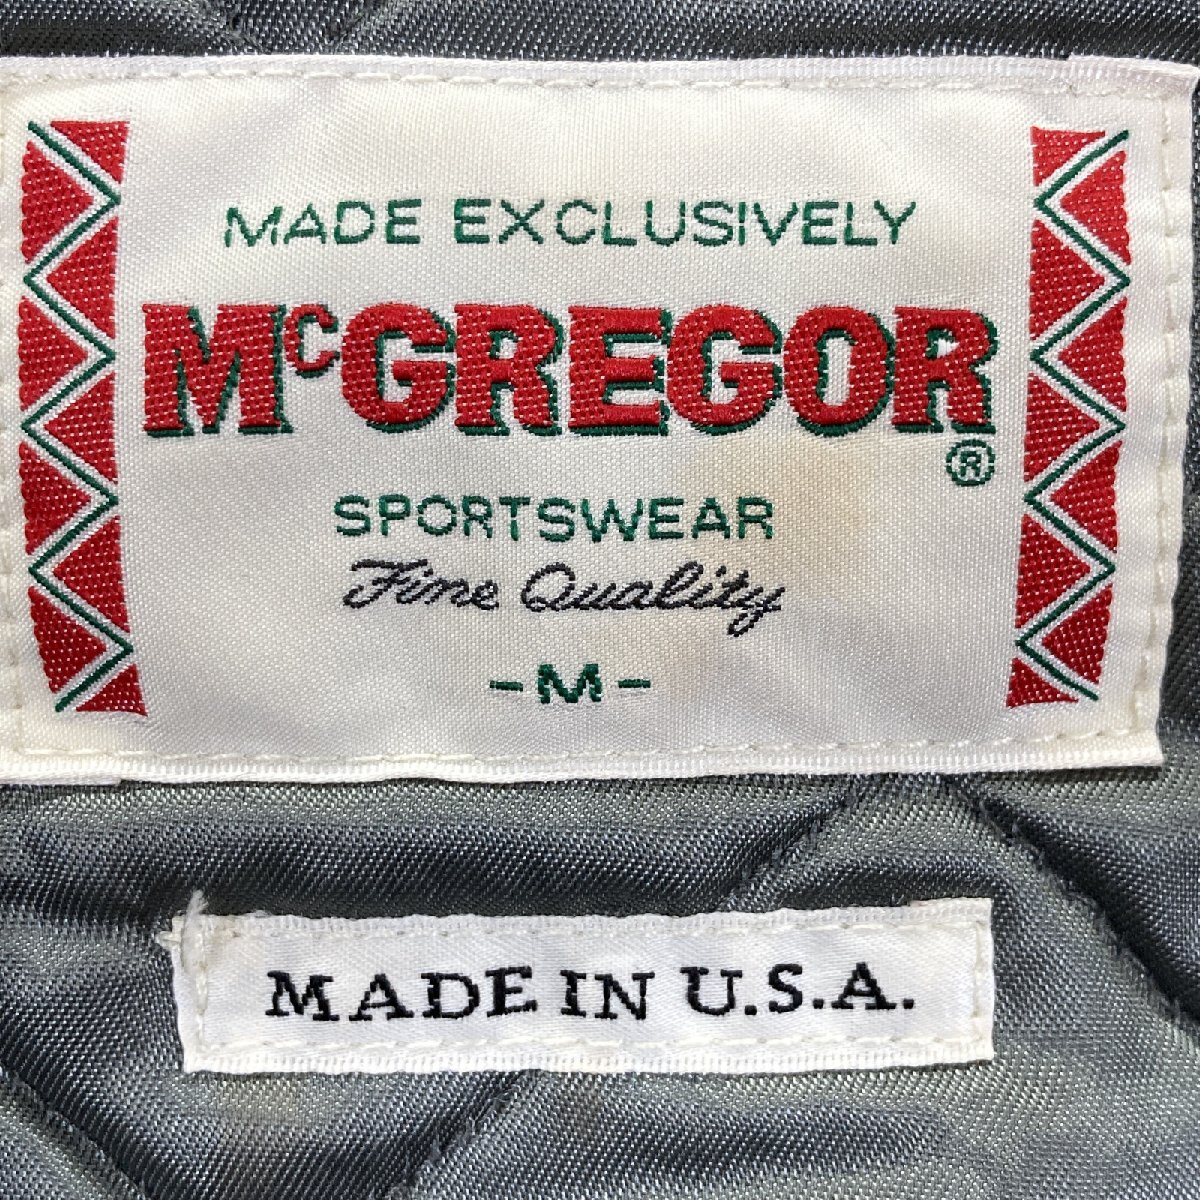 MADE EXCLUSIVELY
McGREGOR
®
SPORTSWEAR
Fine Quality
-M-
MADE IN U.S.A.